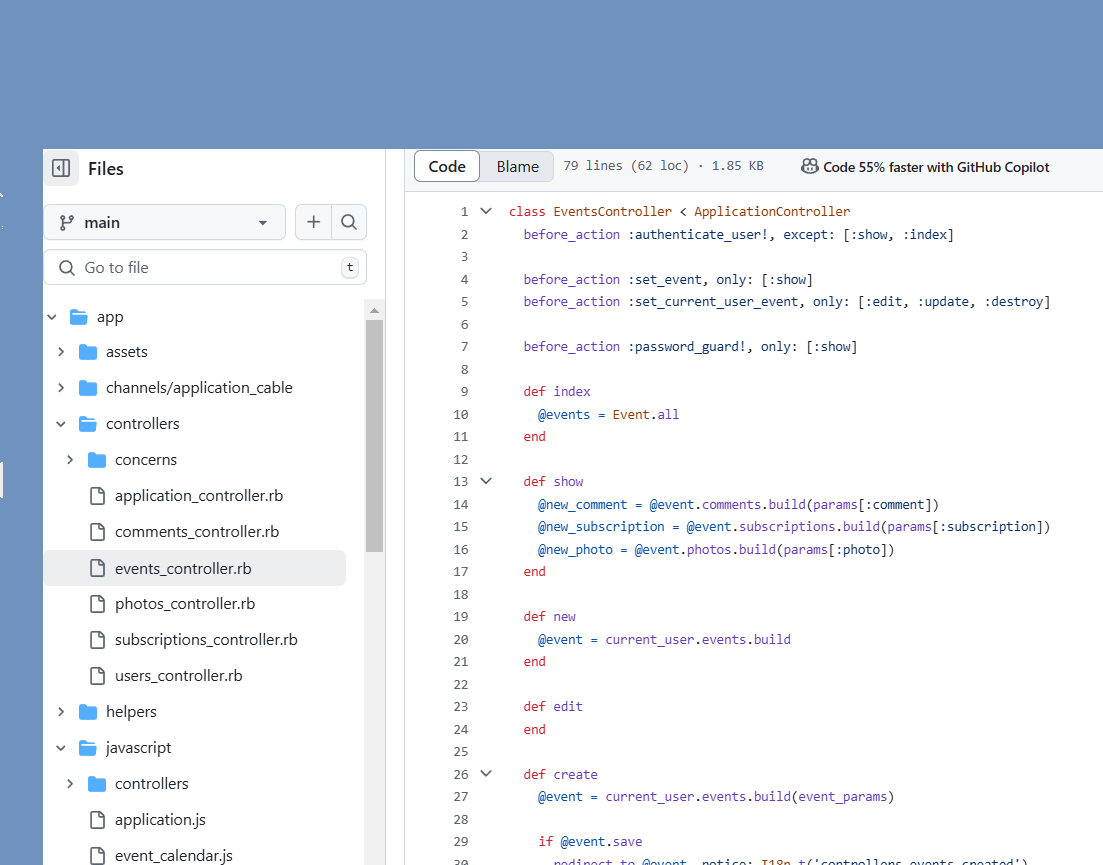 Files
main
Go to file
t
app
assets
channels/application_cable
controllers
concerns
application_controller.rb
comments_controller.rb
events_controller.rb
photos_controller.rb
subscriptions_controller.rb
users_controller.rb
helpers
javascript
controllers
application.js
event_calendar.js
Code Blame 79 lines (62 loc) · 1.85 KB Code 55% faster with GitHub Copilot
1 class EventsController < ApplicationController
2 before_action :authenticate_user!, except: [:show, :index]
3
4 before_action :set_event, only: [:show]
5 before_action :set_current_user_event, only: [:edit, :update, :destroy]
6
7 before_action :password_guard!, only: [:show]
8
9 def index
10 @events = Event.all
11 end
12
13 def show
14 @new_comment = @event.comments.build(params[:comment])
15 @new_subscription = @event.subscriptions.build(params[:subscription])
16 @new_photo = @event.photos.build(params[:photo])
17 end
18
19 def new
20 @event = current_user.events.build
21 end
22
23 def edit
24 end
25
26 def create
27 @event = current_user.events.build(event_params)
28
29 if @event.save
30 redirect_to @event, notice: I18n.t('controllers.events.created')